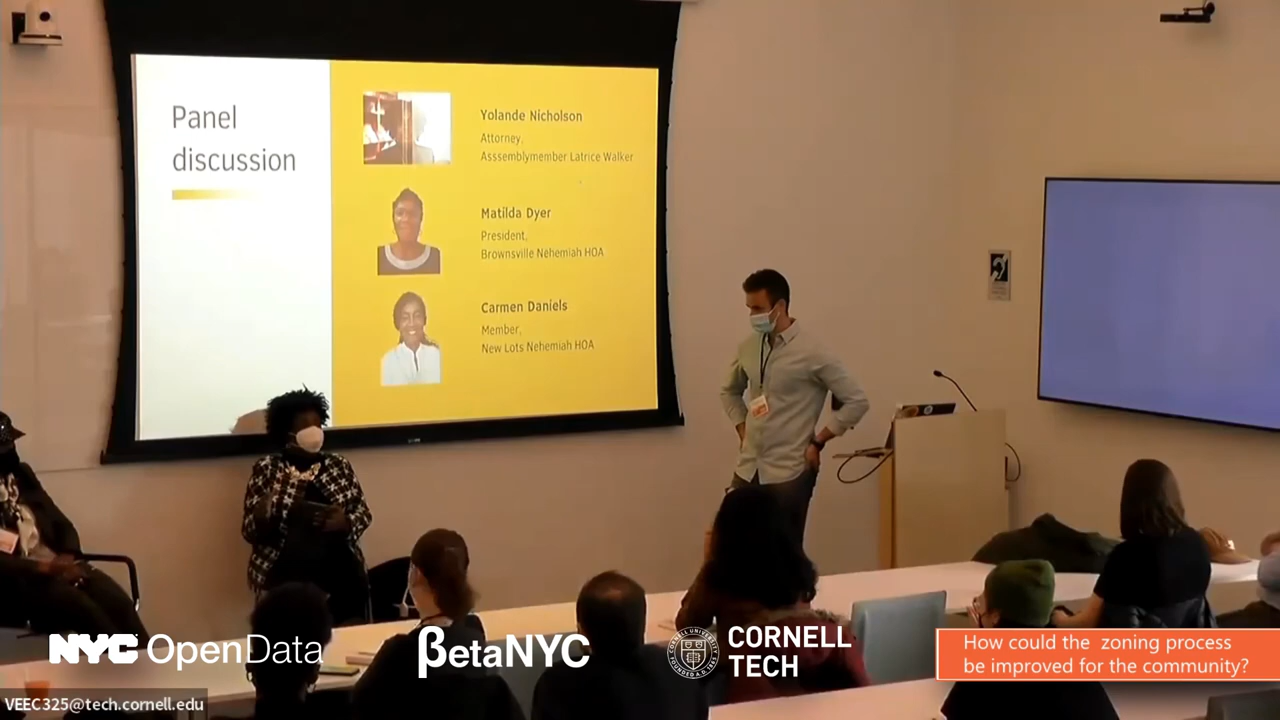 Panel
discussion
Yolande Nicholson
Attorney,
Asssemblymember Latrice Walker
Matilda Dyer
President,
Brownsville Nehemiah HOA
Carmen Daniels
Member,
New Lots Nehemiah HOA
NYC OpenData
βetaNYC
CORNELL
TECH
How could the zoning process
be improved for the community?
VEEC325@tech.cornell.edu